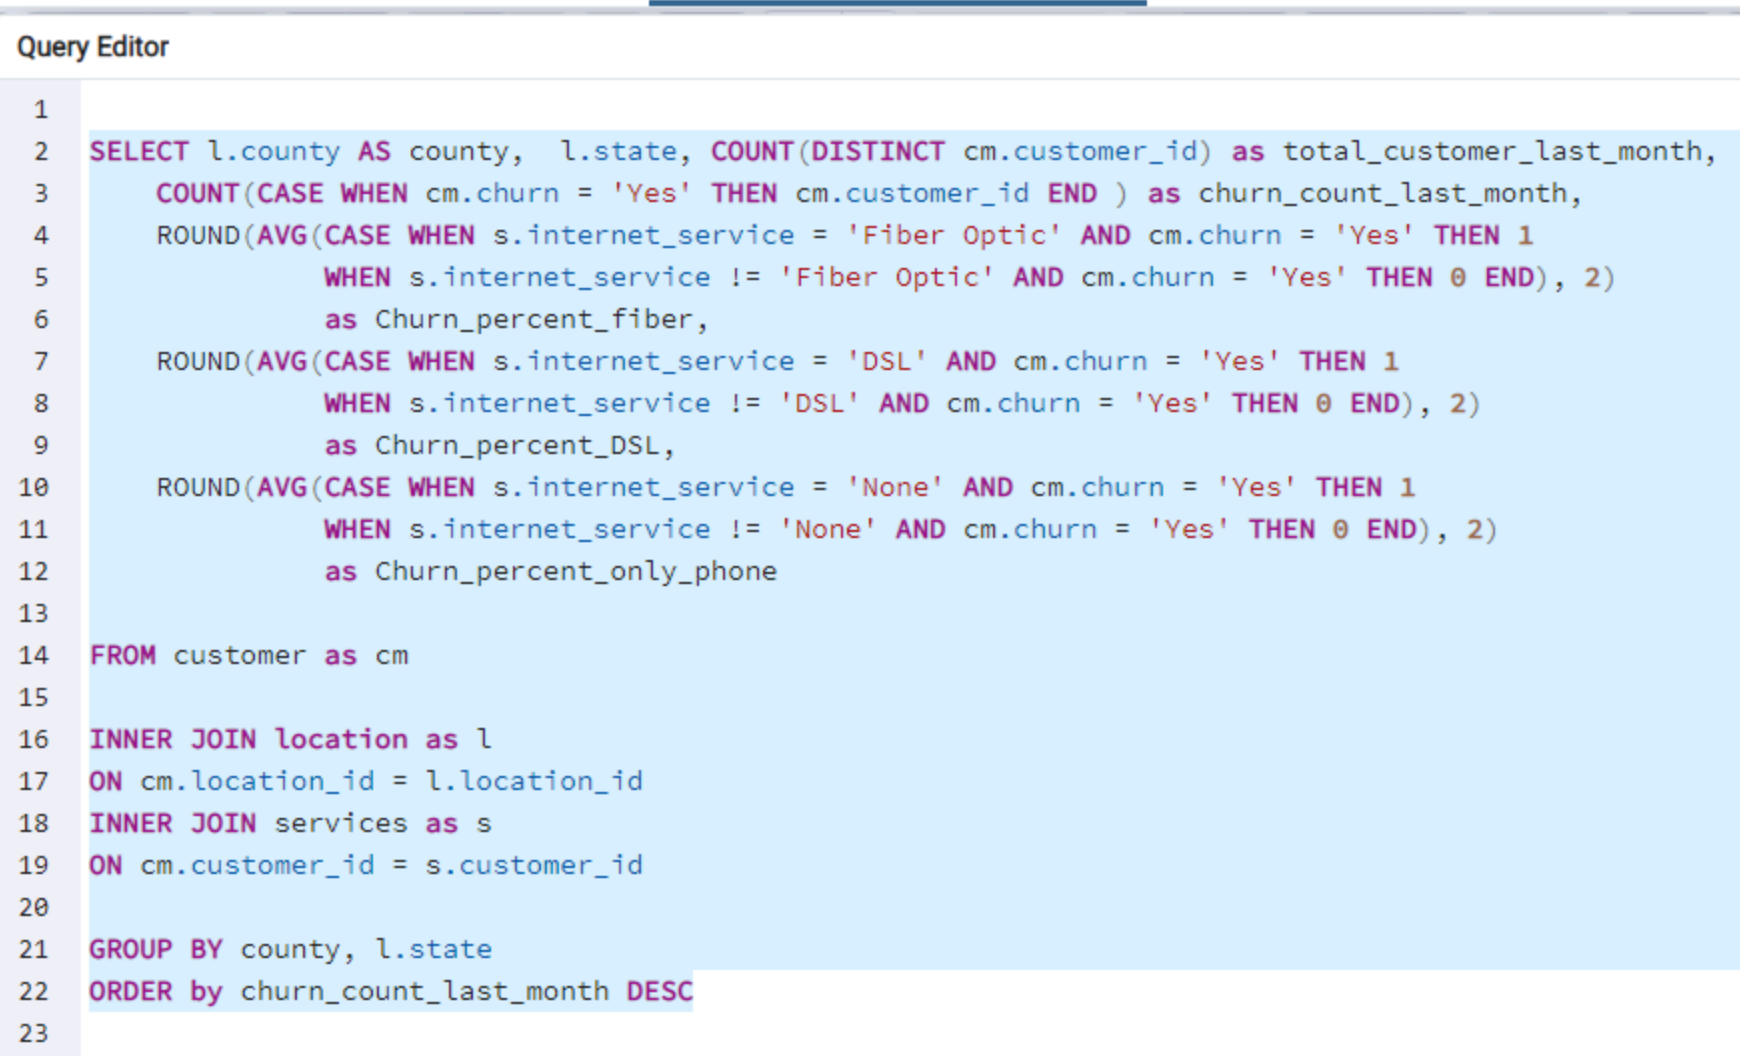 Query Editor
1
2 SELECT l.county AS county,  l.state, COUNT(DISTINCT cm.customer_id) as total_customer_last_month,
3     COUNT(CASE WHEN cm.churn = 'Yes' THEN cm.customer_id END ) as churn_count_last_month,
4     ROUND(AVG(CASE WHEN s.internet_service = 'Fiber Optic' AND cm.churn = 'Yes' THEN 1
5               WHEN s.internet_service != 'Fiber Optic' AND cm.churn = 'Yes' THEN 0 END), 2)
6               as Churn_percent_fiber,
7     ROUND(AVG(CASE WHEN s.internet_service = 'DSL' AND cm.churn = 'Yes' THEN 1
8               WHEN s.internet_service != 'DSL' AND cm.churn = 'Yes' THEN 0 END), 2)
9               as Churn_percent_DSL,
10     ROUND(AVG(CASE WHEN s.internet_service = 'None' AND cm.churn = 'Yes' THEN 1
11               WHEN s.internet_service != 'None' AND cm.churn = 'Yes' THEN 0 END), 2)
12               as Churn_percent_only_phone
13
14 FROM customer as cm
15
16 INNER JOIN location as l
17 ON cm.location_id = l.location_id
18 INNER JOIN services as s
19 ON cm.customer_id = s.customer_id
20
21 GROUP BY county, l.state
22 ORDER by churn_count_last_month DESC
23